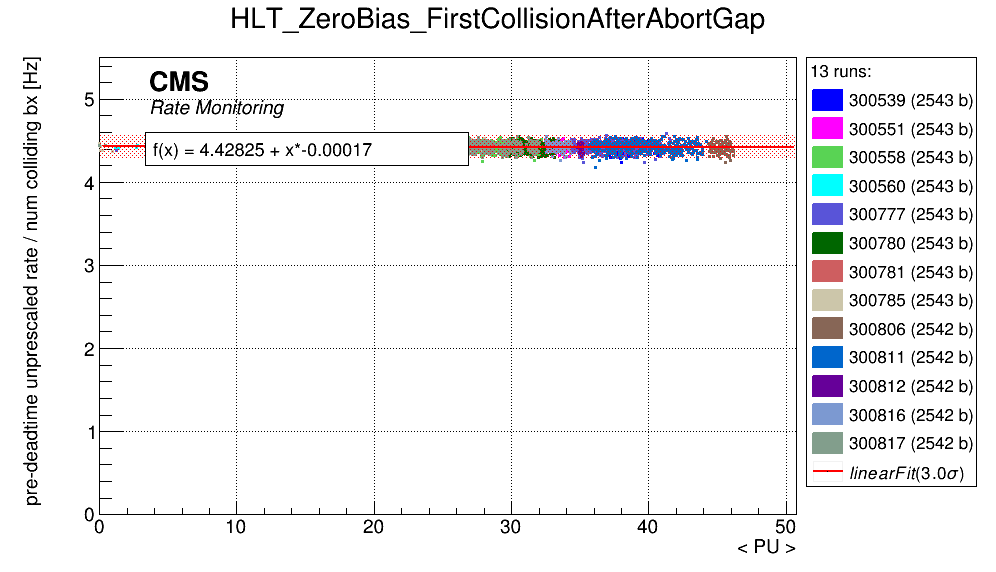 HLT_ZeroBias_FirstCollisionAfterAbortGap
pre-deadtime unprescaled rate / num colliding bx [Hz]
CMS
Rate Monitoring
f(x) = 4.42825 + x*-0.00017
5
4
3
2
1
0
0 10 20 30 40 50
< PU >
13 runs:
300539 (2543 b)
300551 (2543 b)
300558 (2543 b)
300560 (2543 b)
300777 (2543 b)
300780 (2543 b)
300781 (2543 b)
300785 (2543 b)
300806 (2542 b)
300811 (2542 b)
300812 (2542 b)
300816 (2542 b)
300817 (2542 b)
linearFit(3.0σ)